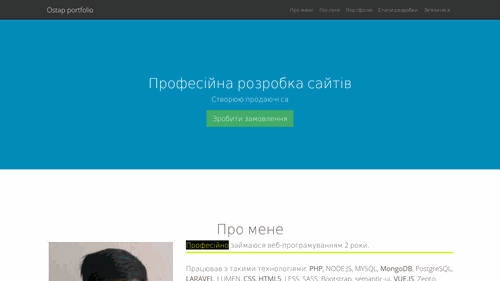 Ostap portfolio
Про мене Послуги Портфоліо Етапи розробки Зв'язатися
Професійна розробка сайтів
Створюю продаючі са
Зробити замовлення
Про мене
Професійно займаюся веб-програмуванням 2 роки.
Працював з такими технологіями: PHP, NODE.JS, MYSQL, MongoDB, PostgreSQL,
LARAVEL, LUMEN, CSS, HTML5, LESS, SASS, Bootstrap, semantic-ui, VUE.JS, Zepto,